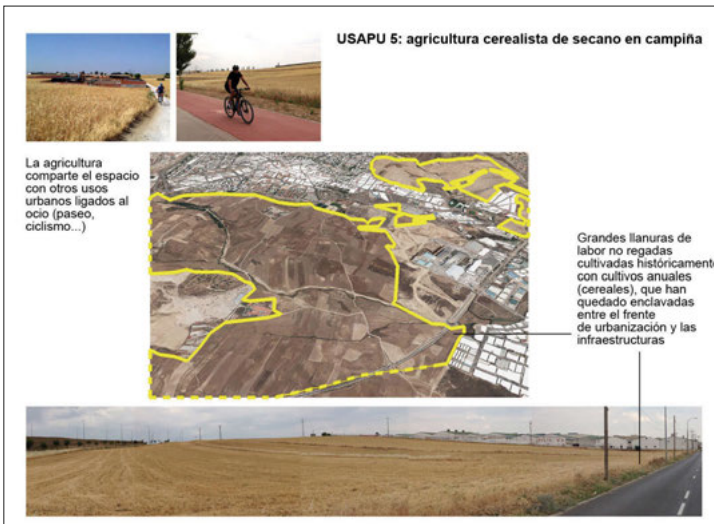 USAPU 5: agricultura cerealista de secano en campiña
La agricultura
comparte el espacio
con otros usos
urbanos ligados al
ocio (paseo,
ciclismo...)
Grandes llanuras de
labor no regadas
cultivadas históricamente
con cultivos anuales
(cereales), que han
quedado enclavadas
entre el frente
de urbanización y las
infraestructuras